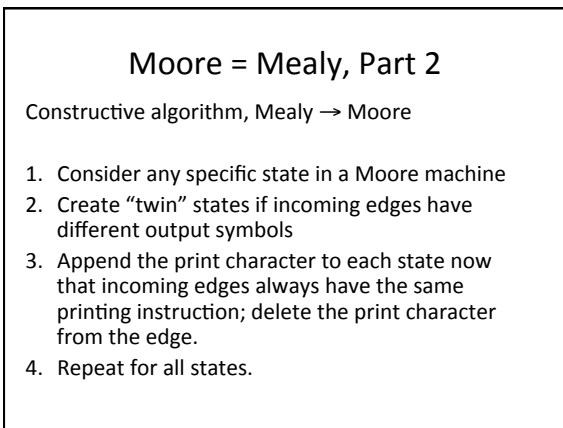 Moore = Mealy, Part 2
Constructive algorithm, Mealy → Moore
1. Consider any specific state in a Moore machine
2. Create “twin” states if incoming edges have
different output symbols
3. Append the print character to each state now
that incoming edges always have the same
printing instruction; delete the print character
from the edge.
4. Repeat for all states.